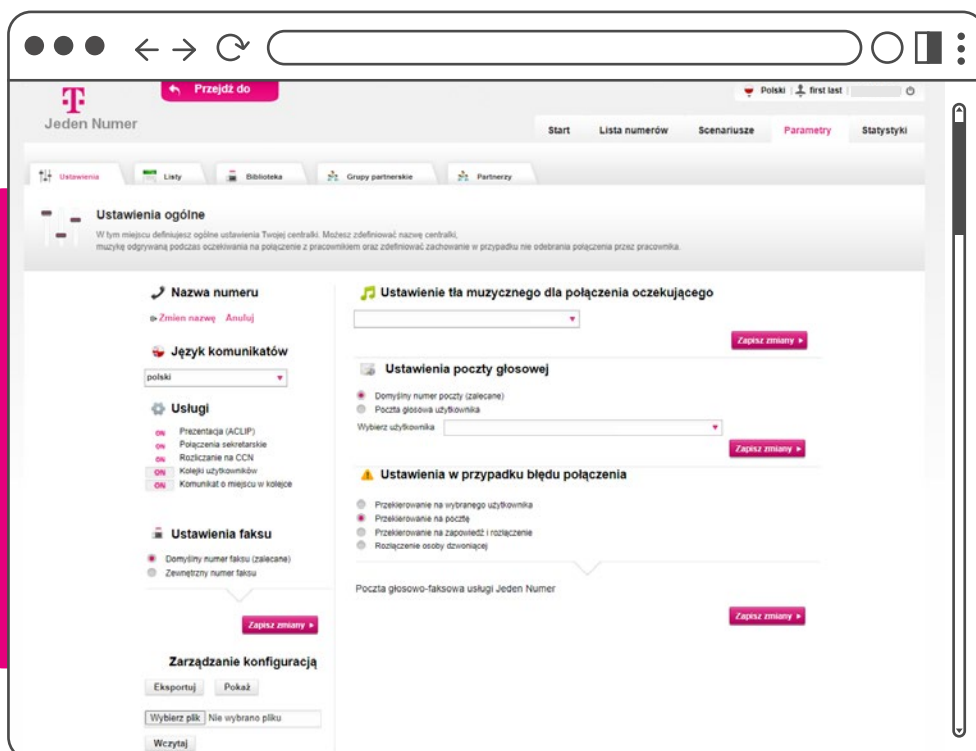 Przejdź do
Polski | first last
T
Jeden Numer
Start Lista numerów Scenariusze Parametry Statystyki
Ustawienia Listy Biblioteka Grupy partnerskie Partnerzy
Ustawienia ogólne
W tym miejscu definiujesz ogólne ustawienia Twojej centralki. Możesz zdefiniować nazwę centralki,
muzykę odgrywaną podczas oczekiwania na połączenie z pracownikiem oraz zdefiniować zachowanie w przypadku nie odebrania połączenia przez pracownika.
Nazwa numeru
Zmien nazwę Anuluj
Język komunikatów
polski
Usługi
ON Prezentacja (ACLIP)
ON Połączenia sekretarskie
ON Rozliczanie na CCN
ON Kolejki użytkowników
ON Komunikat o miejscu w kolejce
Ustawienia faksu
Domyślny numer faksu (zalecane)
Zewnętrzny numer faksu
Zapisz zmiany
Zarządzanie konfiguracją
Eksportuj Pokaż
Wybierz plik Nie wybrano pliku
Wczytaj
Ustawienie tła muzycznego dla połączenia oczekującego
Zapisz zmiany
Ustawienia poczty głosowej
Domyślny numer poczty (zalecane)
Poczta głosowa użytkownika
Wybierz użytkownika
Zapisz zmiany
Ustawienia w przypadku błędu połączenia
Przekierowanie na wybranego użytkownika
Przekierowanie na pocztę
Przekierowanie na zapowiedź i rozłączenie
Rozłączenie osoby dzwoniącej
Poczta głosowo-faksowa usługi Jeden Numer
Zapisz zmiany